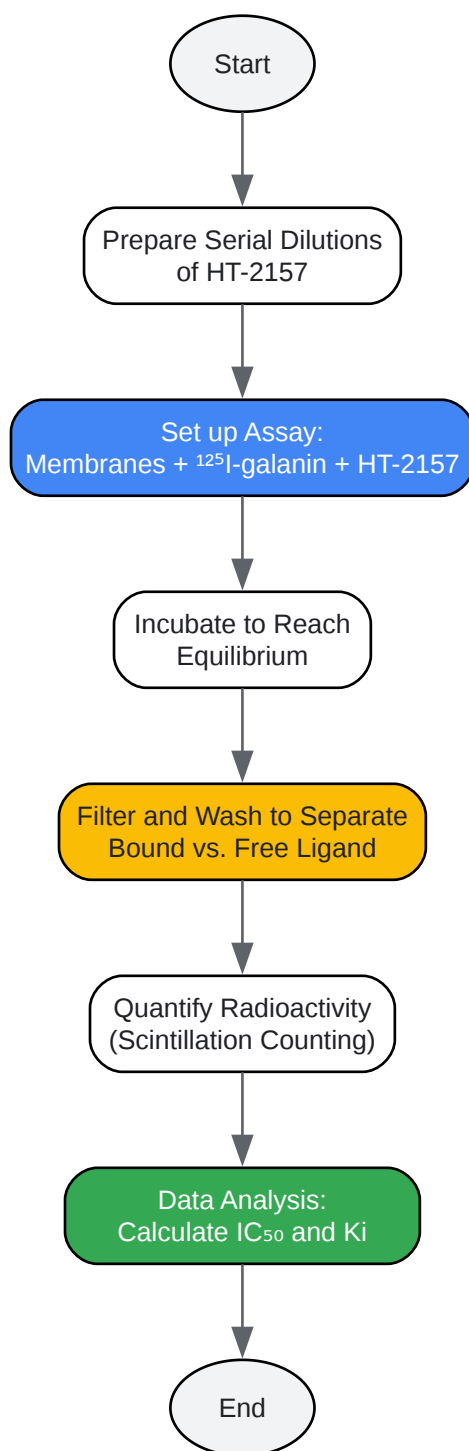 Start
Prepare Serial Dilutions
of HT-2157
Set up Assay:
Membranes + ¹²⁵I-galanin + HT-2157
Incubate to Reach
Equilibrium
Filter and Wash to Separate
Bound vs. Free Ligand
Quantify Radioactivity
(Scintillation Counting)
Data Analysis:
Calculate IC₅₀ and Ki
End